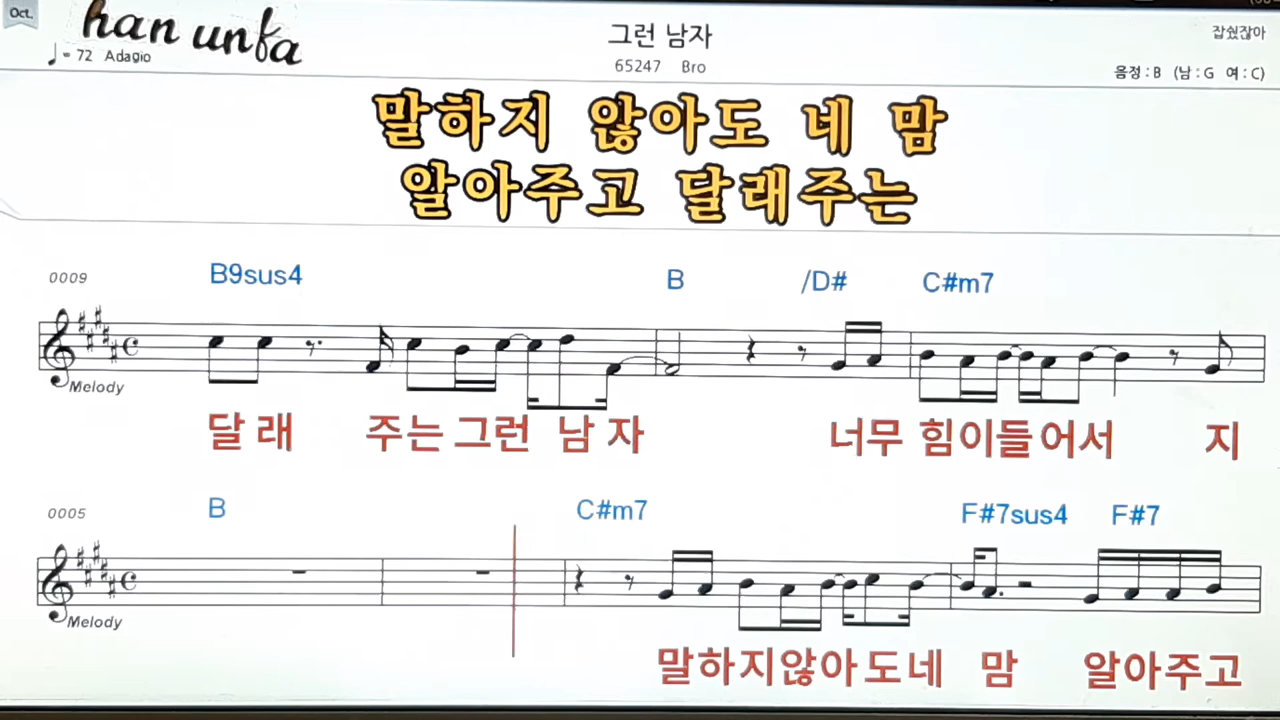 Oct.
han unfa
♩= 72 Adagio
그런 남자
65247 Bro
잡쉈잖아
음정 : B (남 : G 여 : C)
말하지 않아도 네 맘
알아주고 달래주는
0009
B9sus4 B /D# C#m7
Melody
달 래 주는 그런 남 자 너무 힘이들어서 지
0005
B C#m7 F#7sus4 F#7
Melody
말하지않아도네 맘 알아주고